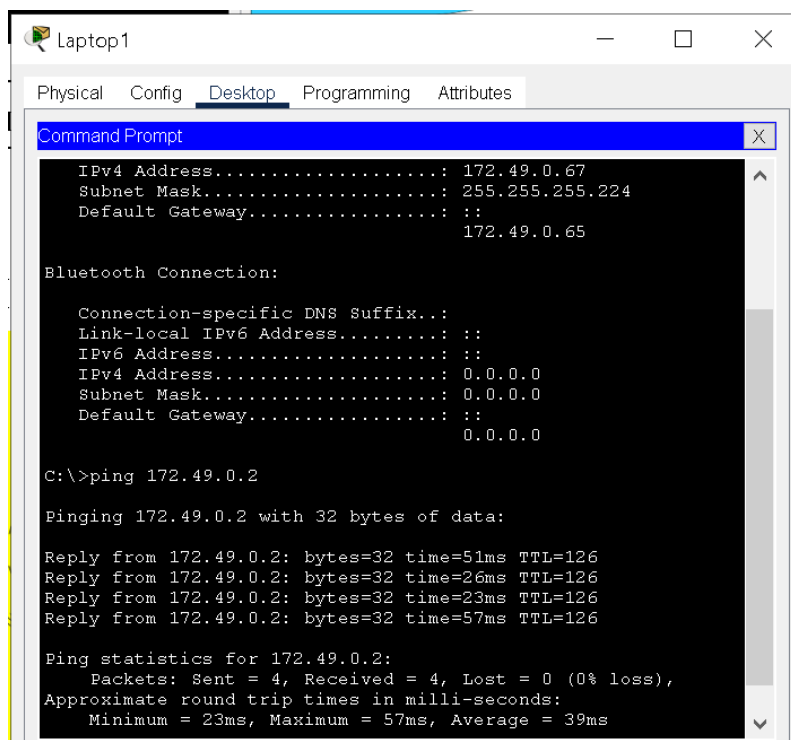 Laptop1
Physical Config Desktop Programming Attributes
Command Prompt X
IPv4 Address.....................: 172.49.0.67
Subnet Mask......................: 255.255.255.224
Default Gateway..................: ::
172.49.0.65
Bluetooth Connection:
Connection-specific DNS Suffix..:
Link-local IPv6 Address.........: ::
IPv6 Address....................: ::
IPv4 Address....................: 0.0.0.0
Subnet Mask.....................: 0.0.0.0
Default Gateway.................: ::
0.0.0.0
C:\>ping 172.49.0.2
Pinging 172.49.0.2 with 32 bytes of data:
Reply from 172.49.0.2: bytes=32 time=51ms TTL=126
Reply from 172.49.0.2: bytes=32 time=26ms TTL=126
Reply from 172.49.0.2: bytes=32 time=23ms TTL=126
Reply from 172.49.0.2: bytes=32 time=57ms TTL=126
Ping statistics for 172.49.0.2:
Packets: Sent = 4, Received = 4, Lost = 0 (0% loss),
Approximate round trip times in milli-seconds:
Minimum = 23ms, Maximum = 57ms, Average = 39ms